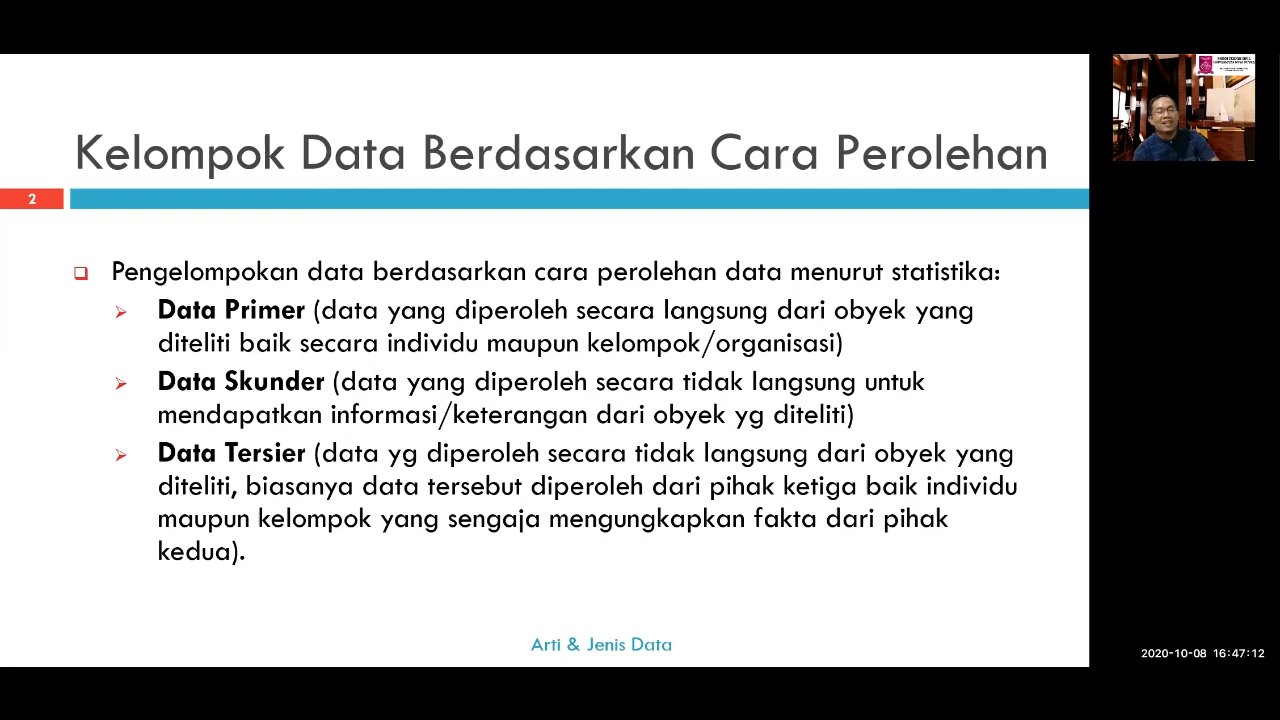 Kelompok Data Berdasarkan Cara Perolehan
2
Pengelompokan data berdasarkan cara perolehan data menurut statistika:
Data Primer (data yang diperoleh secara langsung dari obyek yang
diteliti baik secara individu maupun kelompok/organisasi)
Data Skunder (data yang diperoleh secara tidak langsung untuk
mendapatkan informasi/keterangan dari obyek yg diteliti)
Data Tersier (data yg diperoleh secara tidak langsung dari obyek yang
diteliti, biasanya data tersebut diperoleh dari pihak ketiga baik individu
maupun kelompok yang sengaja mengungkapkan fakta dari pihak
kedua).
Arti & Jenis Data
2020-10-08 16:47:12